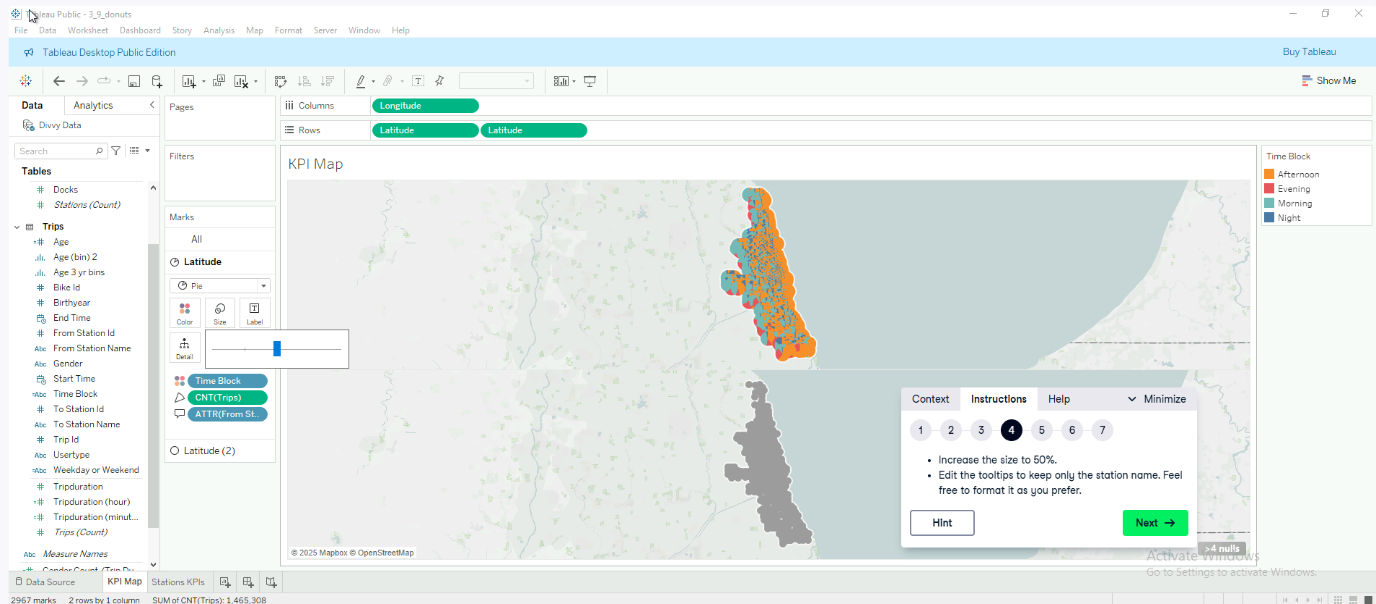 Tableau Public - 3_9_donuts
File Data Worksheet Dashboard Story Analysis Map Format Server Window Help
Tableau Desktop Public Edition
Buy Tableau
Show Me
Data Analytics
Divvy Data
Search
Tables
Docks
Stations (Count)
Trips
Age
Age (bin) 2
Age 3 yr bins
Bike Id
Birthyear
End Time
From Station Id
Abc From Station Name
Abc Gender
Start Time
Abc Time Block
To Station Id
Abc To Station Name
Trip Id
Abc Usertype
Abc Weekday or Weekend
Tripduration
Tripduration (hour)
Tripduration (minut...
Trips (Count)
Abc Measure Names
Pages
Filters
Marks
All
Latitude
Pie
Color Size Label
Detail
Time Block
CNT(Trips)
ATTR(From St..
Latitude (2)
Columns Longitude
Rows Latitude Latitude
KPI Map
© 2025 Mapbox © OpenStreetMap
Time Block
Afternoon
Evening
Morning
Night
Context Instructions Help Minimize
1 2 3 4 5 6 7
• Increase the size to 50%.
• Edit the tooltips to keep only the station name. Feel
free to format it as you prefer.
Hint Next →
>4 nulls
Activate Windows
Go to Settings to activate Windows.
Data Source KPI Map Stations KPIs
2967 marks 2 rows by 1 column SUM of CNT(Trips): 1,465,308